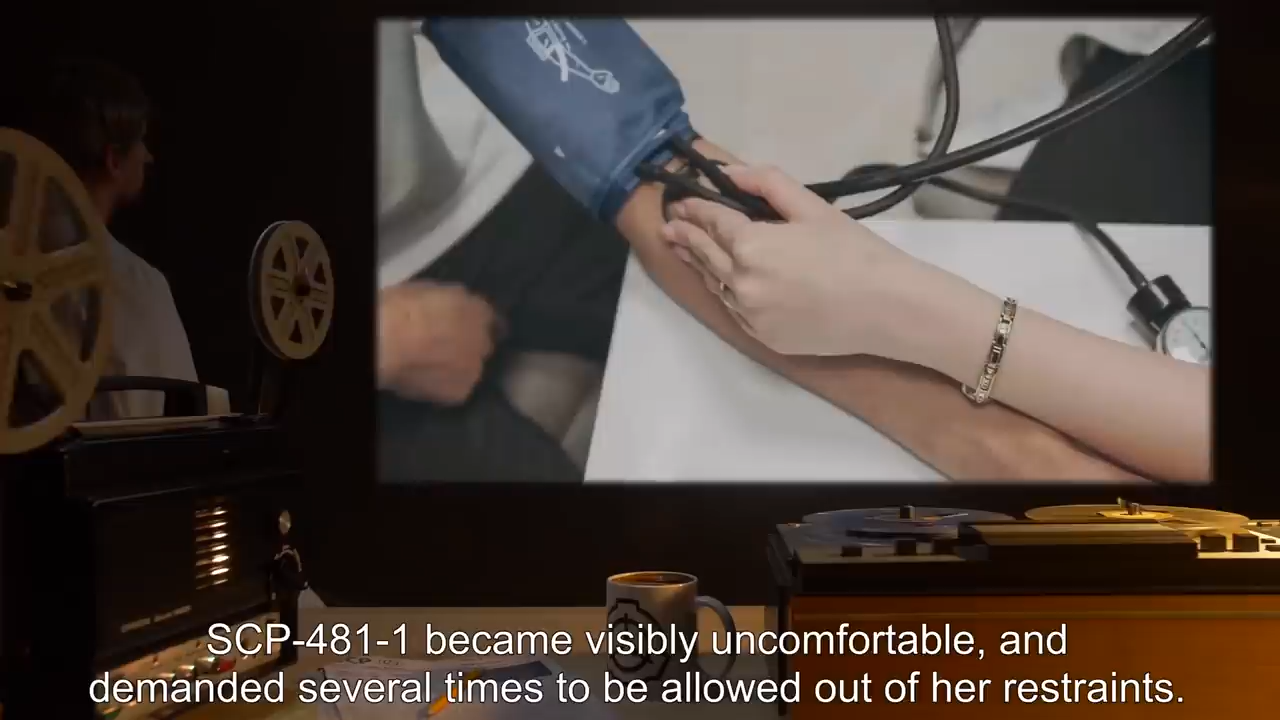 SCP-481-1 became visibly uncomfortable, and
demanded several times to be allowed out of her restraints.